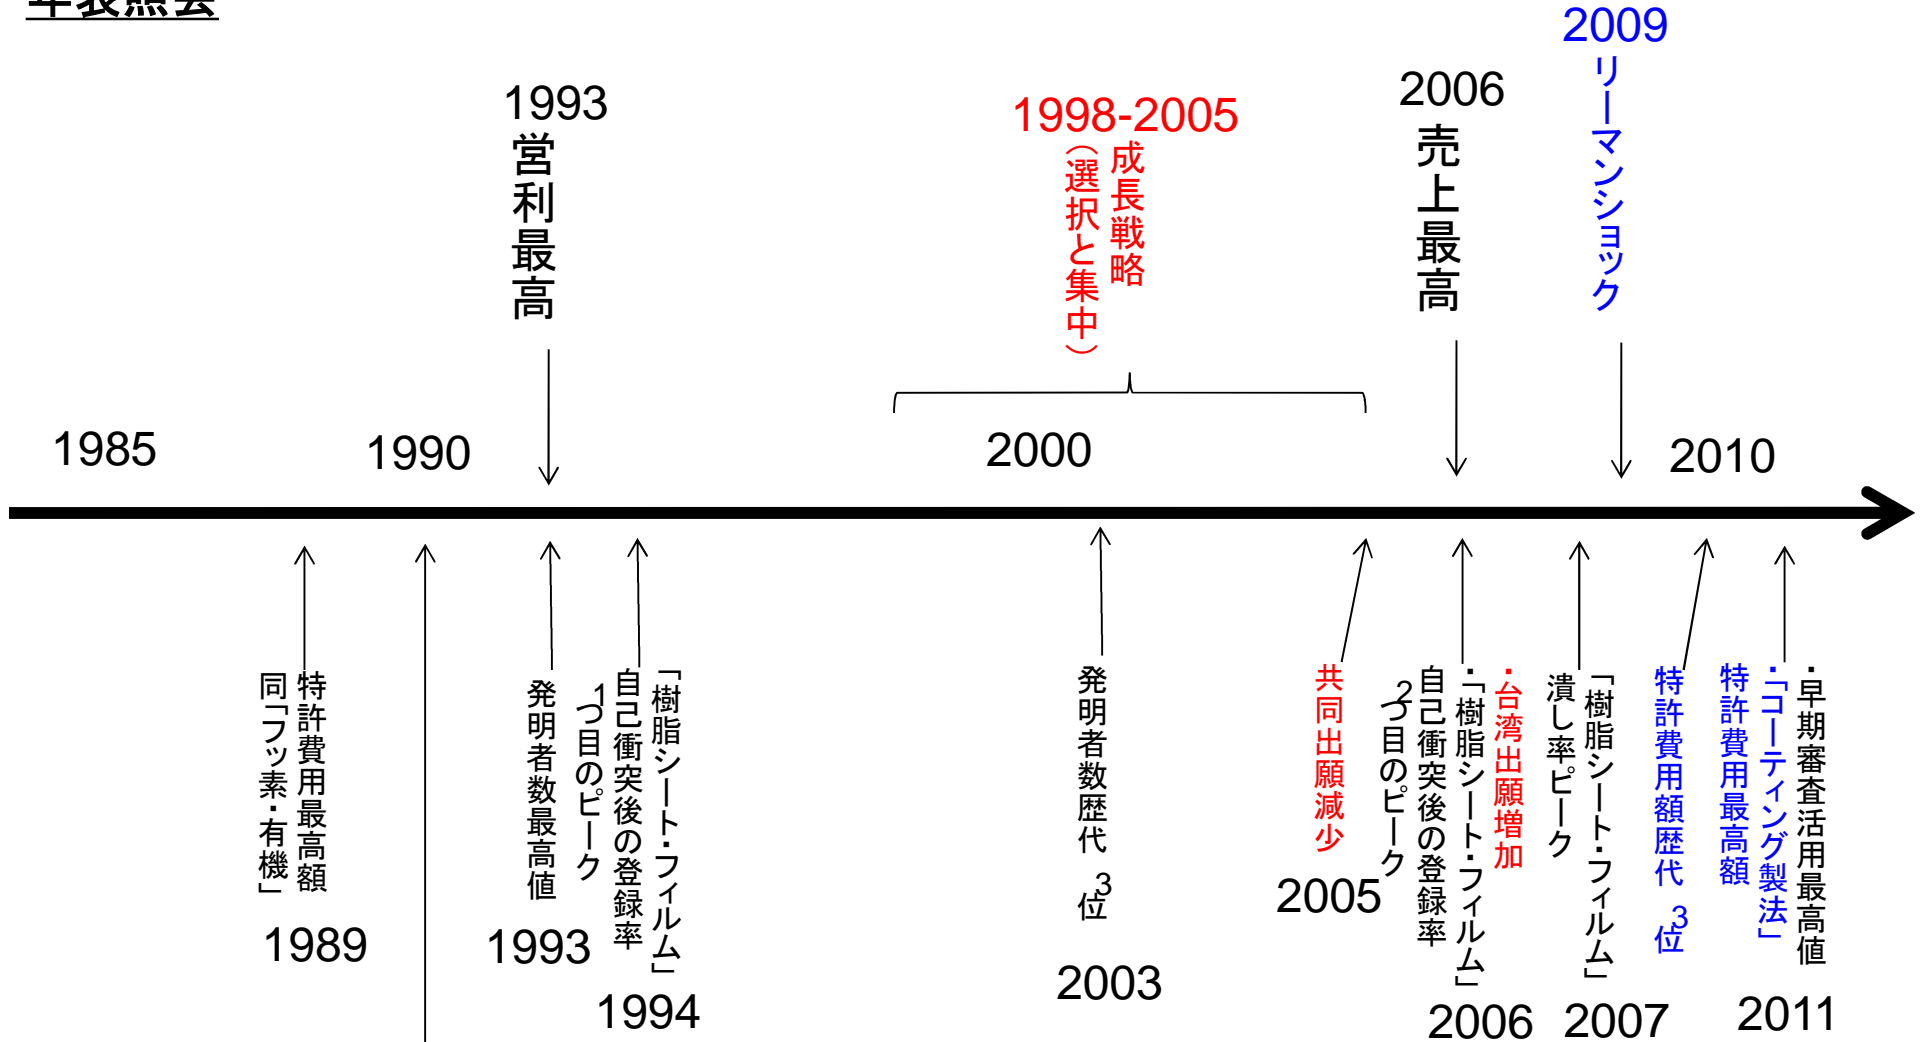 年表照会
1993
営利最高
1998-2005
成長戦略
（選択と集中）
2006
売上最高
2009
リーマンショック
1985
1990
2000
2010
特許費用最高額
同「フッ素・有機」
1989
発明者数最高値
1993
「樹脂シート・フィルム」
自己衝突後の登録率
1つ目のピーク
1994
発明者数歴代3位
2003
共同出願減少
2005
・台湾出願増加
・「樹脂シート・フィルム」
自己衝突後の登録率
2つ目のピーク
2006
「樹脂シート・フィルム」
潰し率ピーク
2007
特許費用額歴代3位
・早期審査活用最高値
・「コーティング製法」
特許費用最高額
2011